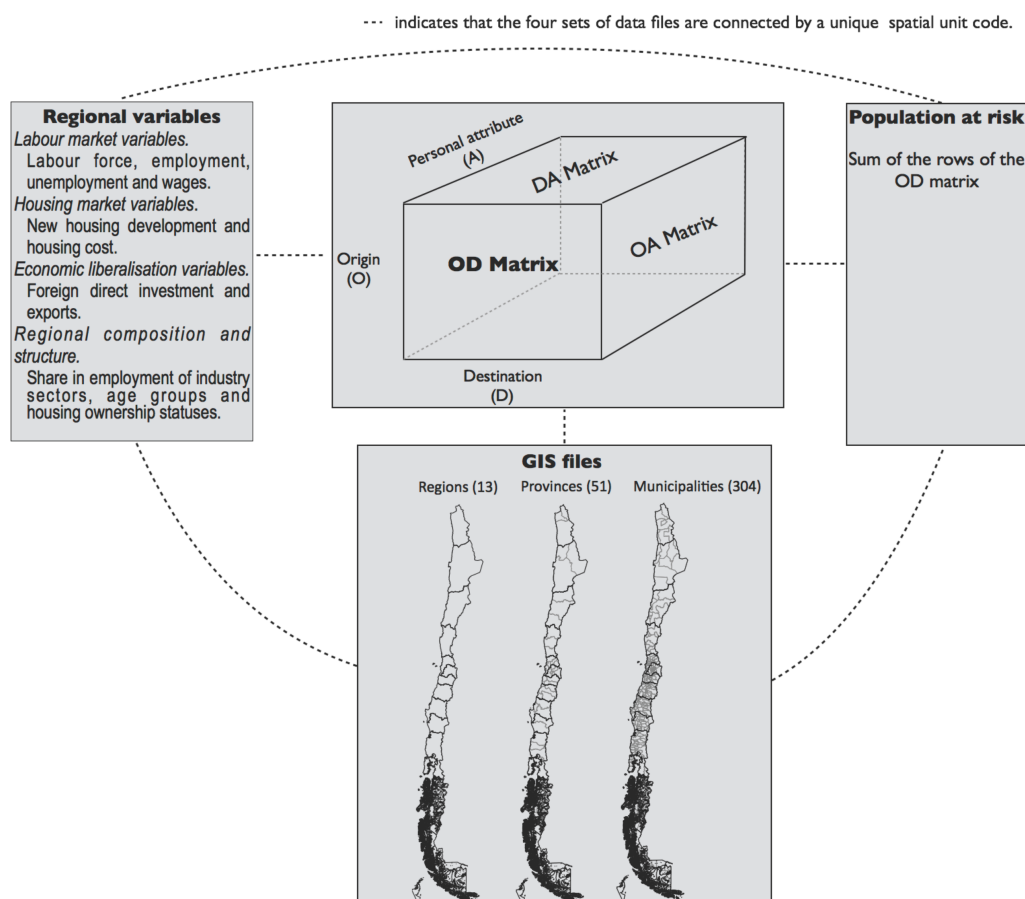 --- indicates that the four sets of data files are connected by a unique spatial unit code.
Regional variables
Labour market variables.
Labour force, employment,
unemployment and wages.
Housing market variables.
New housing development and
housing cost.
Economic liberalisation variables.
Foreign direct investment and
exports.
Regional composition and
structure.
Share in employment of industry
sectors, age groups and
housing ownership statuses.
Personal attribute
(A)
DA Matrix
OA Matrix
OD Matrix
Origin
(O)
Destination
(D)
Population at risk
Sum of the rows of the
OD matrix
GIS files
Regions (13) Provinces (51) Municipalities (304)